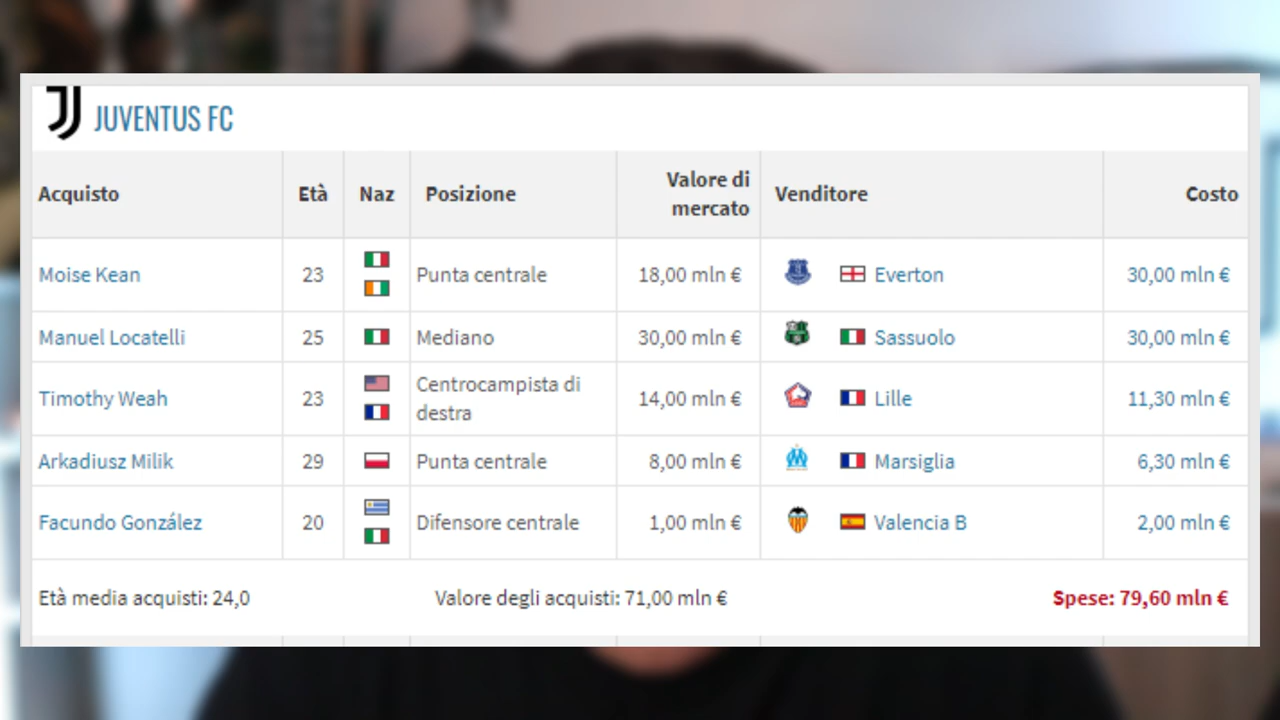 JUVENTUS FC
Acquisto Età Naz Posizione Valore di mercato Venditore Costo
Moise Kean 23 Punta centrale 18,00 mln € Everton 30,00 mln €
Manuel Locatelli 25 Mediano 30,00 mln € Sassuolo 30,00 mln €
Timothy Weah 23 Centrocampista di destra 14,00 mln € Lille 11,30 mln €
Arkadiusz Milik 29 Punta centrale 8,00 mln € Marsiglia 6,30 mln €
Facundo González 20 Difensore centrale 1,00 mln € Valencia B 2,00 mln €
Età media acquisti: 24,0 Valore degli acquisti: 71,00 mln € Spese: 79,60 mln €